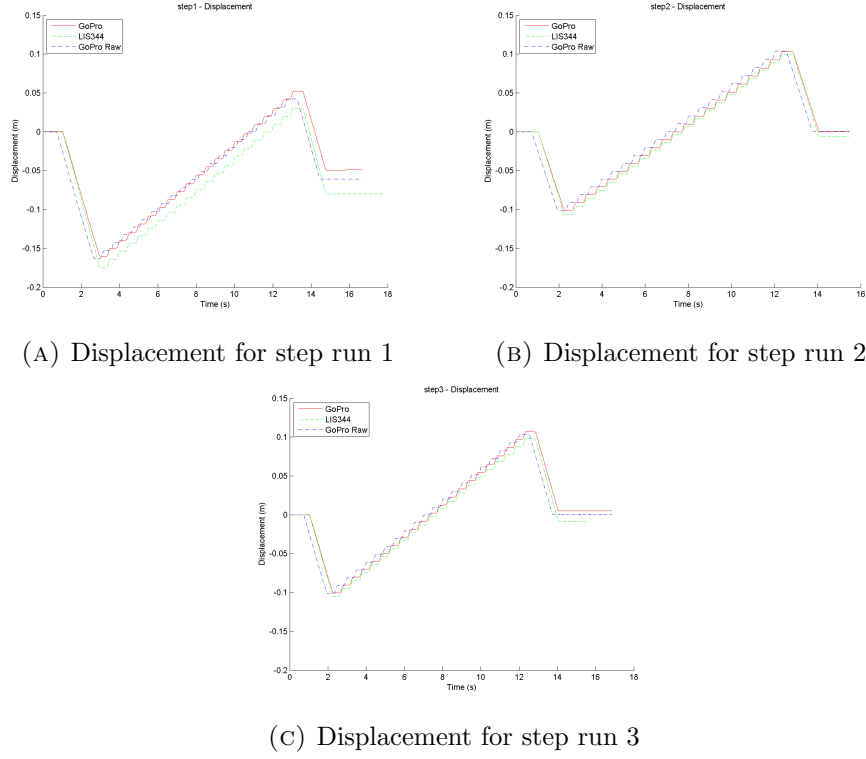 step1 - Displacement
GoPro
LIS344
GoPro Raw
0.15
0.1
0.05
0
-0.05
-0.1
-0.15
-0.2
Displacement (m)
0 2 4 6 8 10 12 14 16 18
Time (s)
(A) Displacement for step run 1
step2 - Displacement
GoPro
LIS344
GoPro Raw
0.15
0.1
0.05
0
-0.05
-0.1
-0.15
-0.2
Displacement (m)
0 2 4 6 8 10 12 14 16
Time (s)
(B) Displacement for step run 2
step3 - Displacement
GoPro
LIS344
GoPro Raw
0.15
0.1
0.05
0
-0.05
-0.1
-0.15
-0.2
Displacement (m)
0 2 4 6 8 10 12 14 16 18
Time (s)
(C) Displacement for step run 3